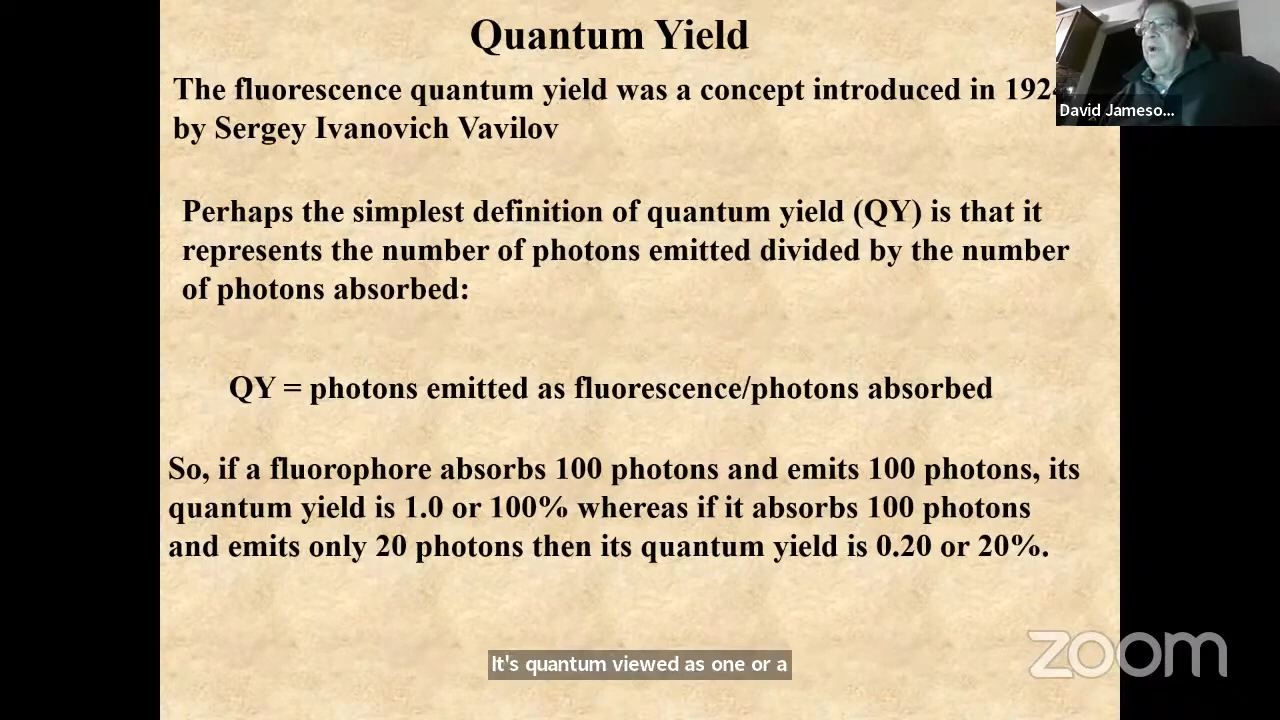 Quantum Yield
The fluorescence quantum yield was a concept introduced in
by Sergey Ivanovich Vavilov
David Jameso...
Perhaps the simplest definition of quantum yield (QY) is that it
represents the number of photons emitted divided by the number
of photons absorbed:
QY = photons emitted as fluorescence/photons absorbed
So, if a fluorophore absorbs 100 photons and emits 100 photons, its
quantum yield is 1.0 or 100% whereas if it absorbs 100 photons
and emits only 20 photons then its quantum yield is 0.20 or 20%.
zoom
It's quantum viewed as one or a